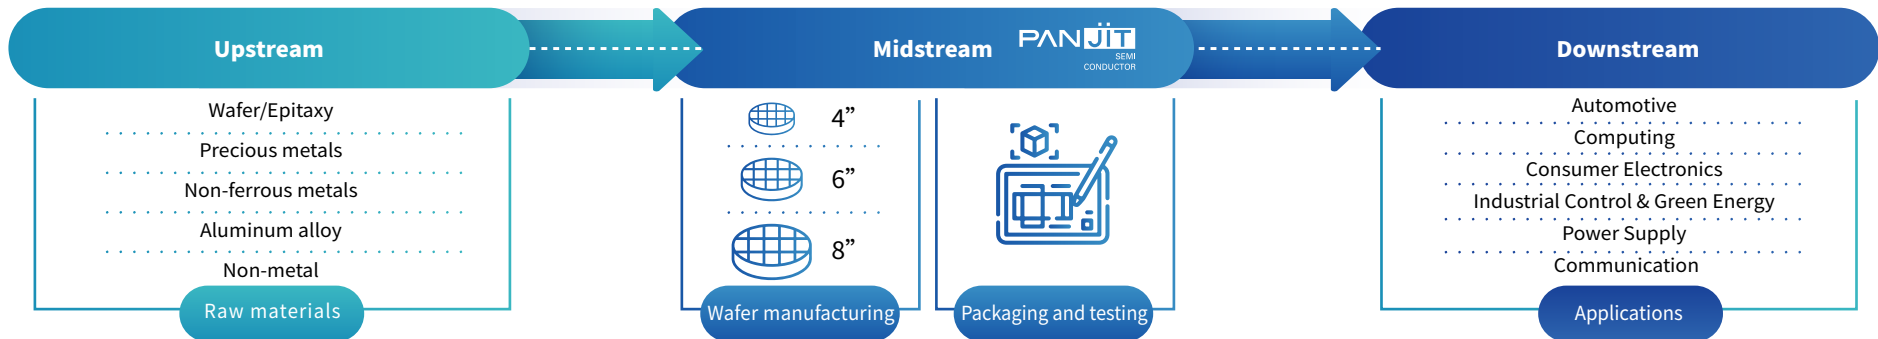 Upstream
Wafer/Epitaxy
Precious metals
Non-ferrous metals
Aluminum alloy
Non-metal
Raw materials
Midstream
PANJIT
SEMI
CONDUCTOR
4”
6”
8”
Wafer manufacturing
Packaging and testing
Downstream
Automotive
Computing
Consumer Electronics
Industrial Control & Green Energy
Power Supply
Communication
Applications